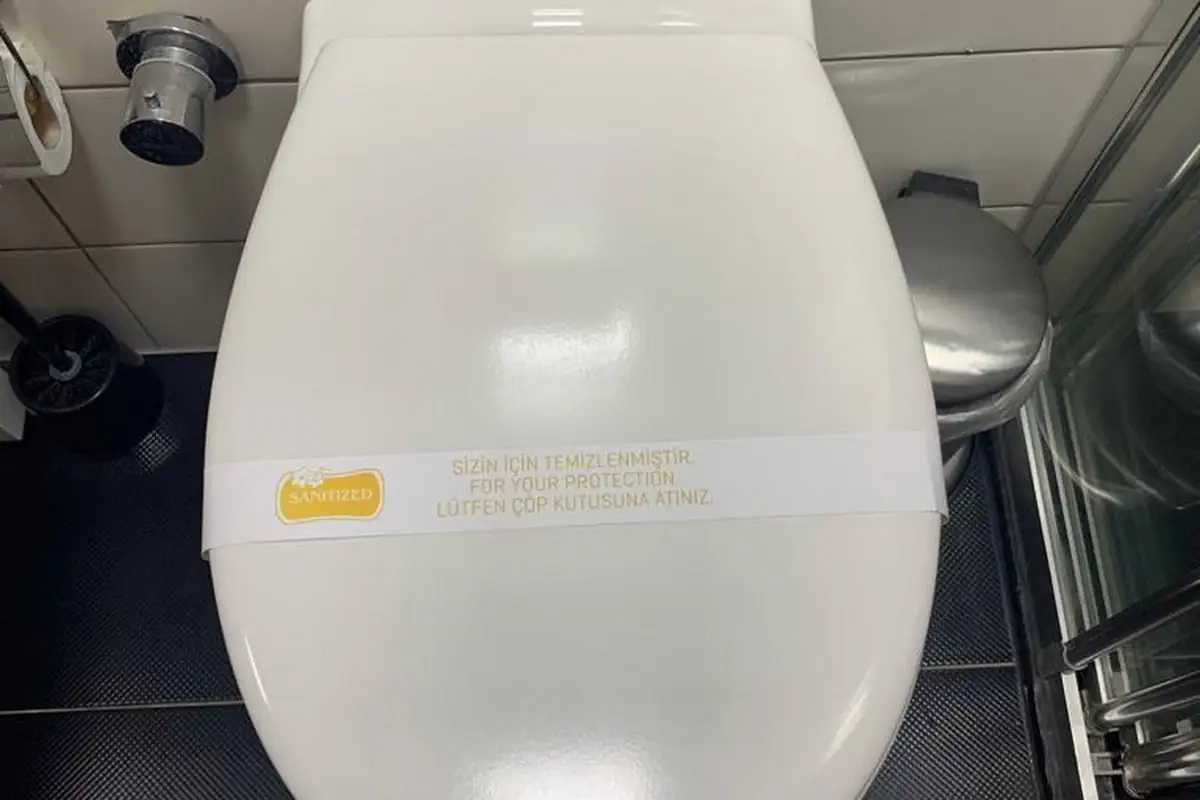 SANITIZED
SİZİN İÇİN TEMİZLENMİŞTİR.
FOR YOUR PROTECTION
LÜTFEN ÇÖP KUTUSUNA ATINIZ.